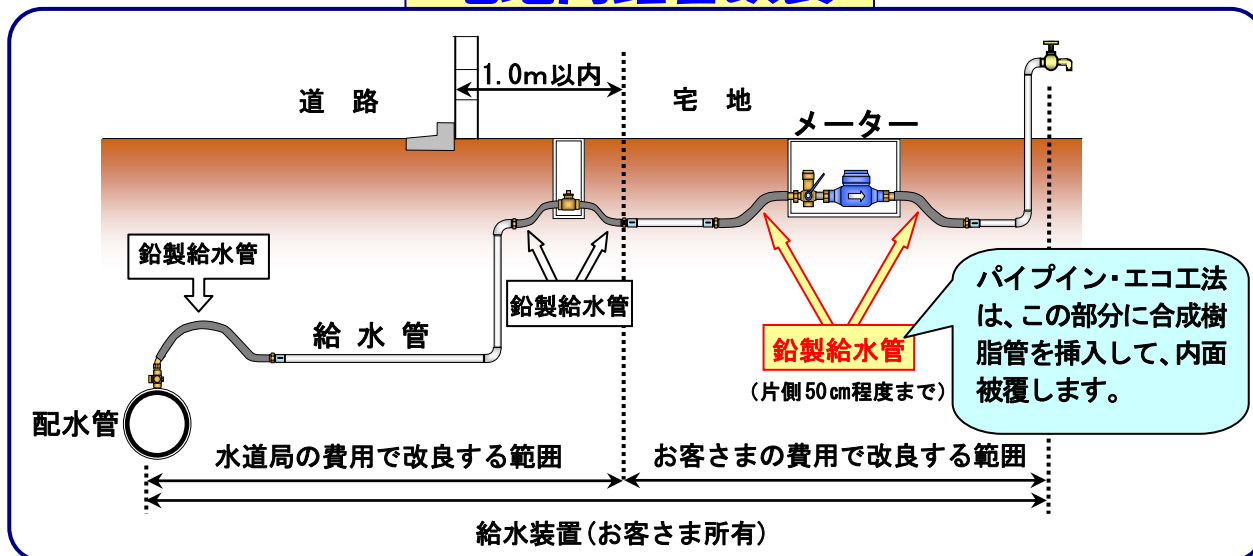 道 路
1.0m以内
宅 地
メーター
鉛製給水管
鉛製給水管
給 水 管
鉛製給水管
(片側50㎝程度まで)
パイプイン・エコ工法
は、この部分に合成樹
脂管を挿入して、内面
被覆します。
配水管
水道局の費用で改良する範囲
お客さまの費用で改良する範囲
給水装置(お客さま所有)